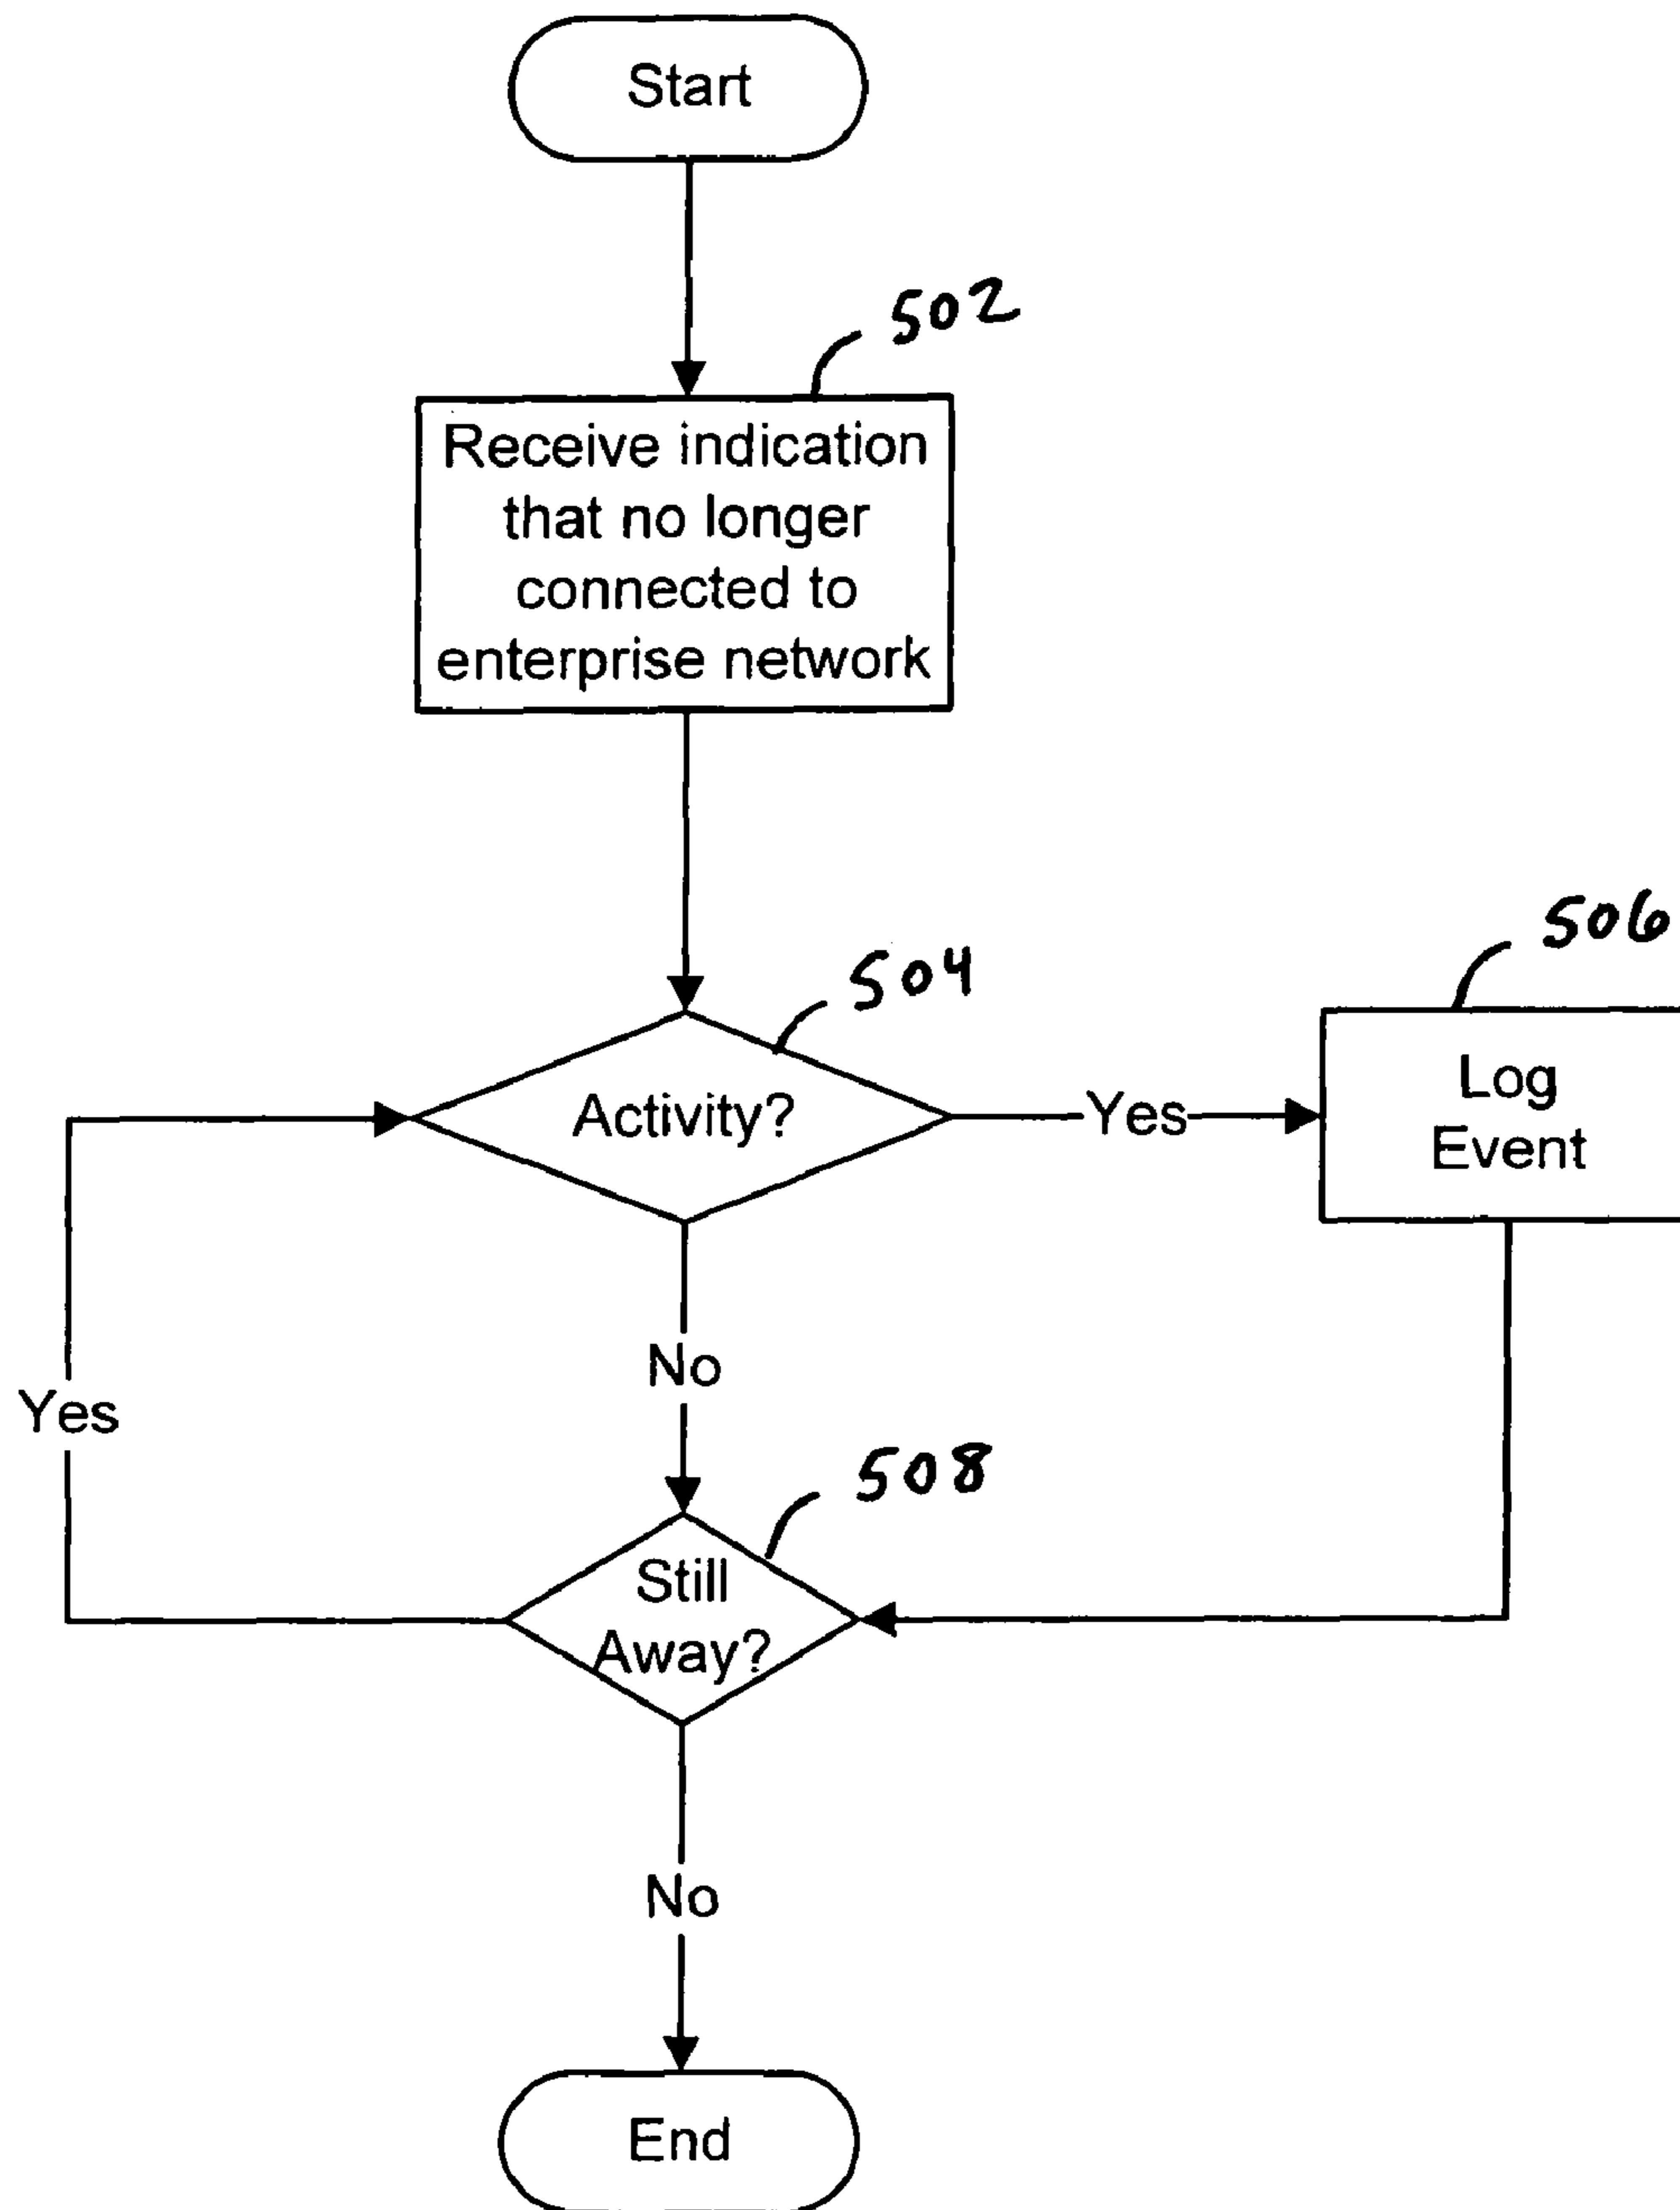 Start
502
Receive indication
that no longer
connected to
enterprise network
504
506
Activity?
Yes
Log
Event
No
Yes
508
Still
Away?
No
End